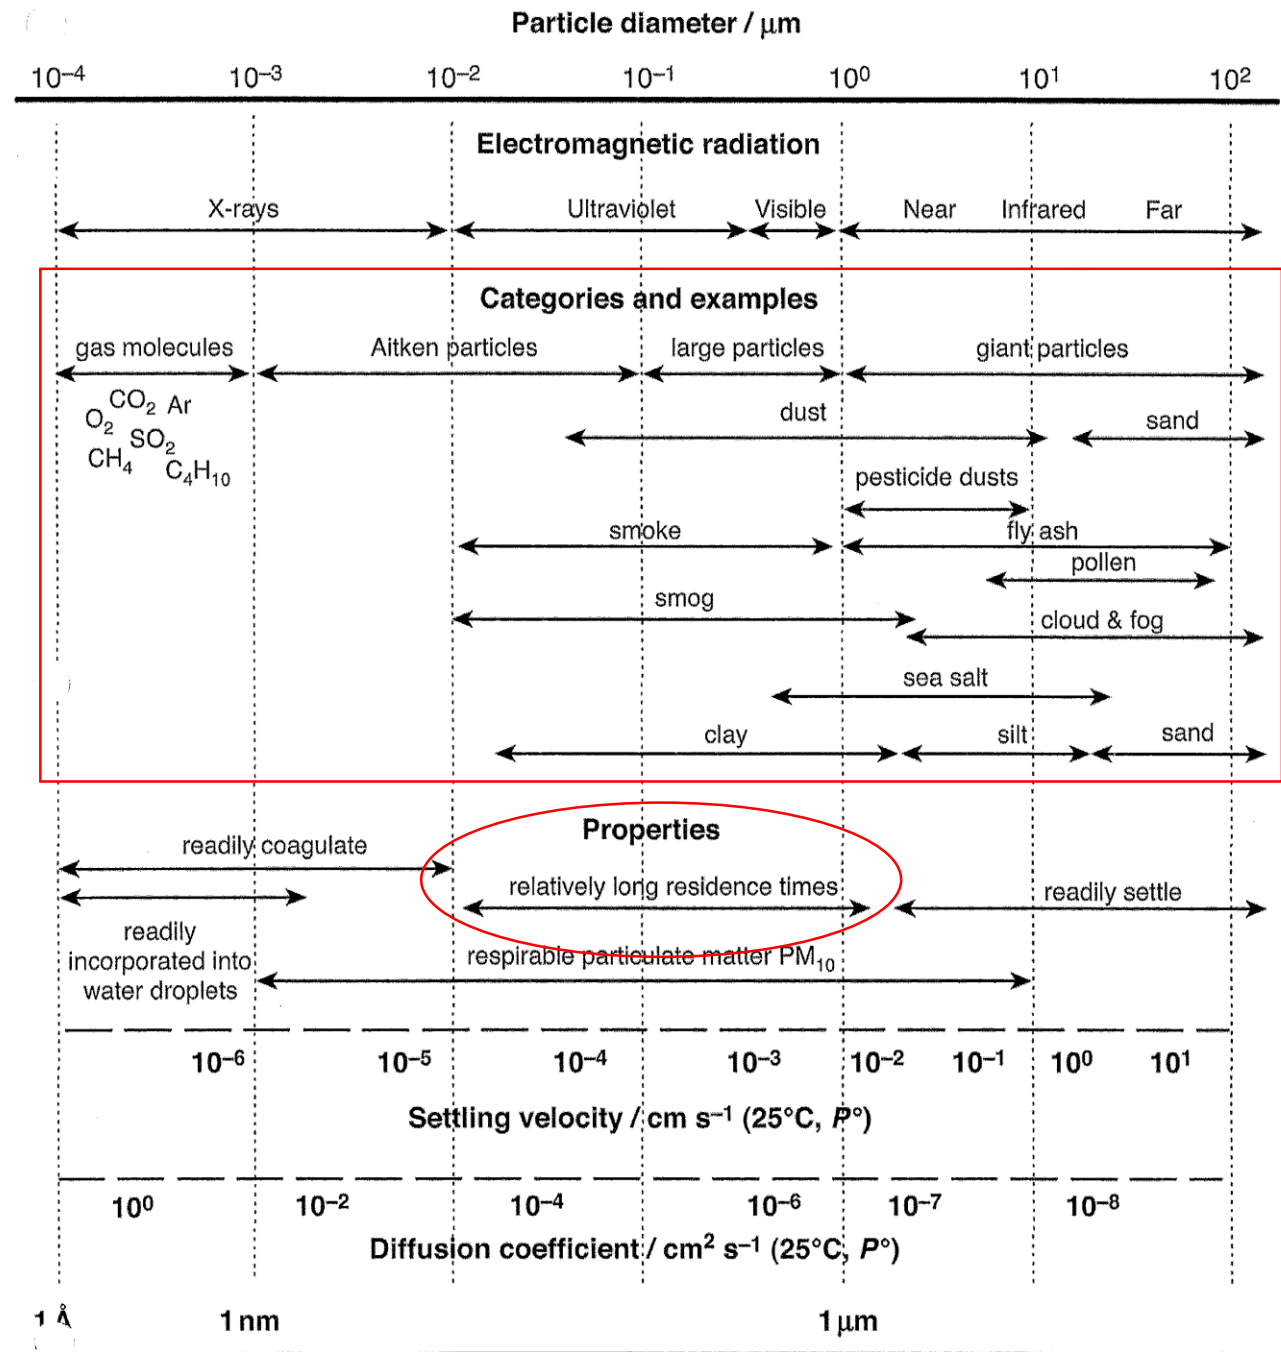 Particle diameter / μm
10⁻⁴ 10⁻³ 10⁻² 10⁻¹ 10⁰ 10¹ 10²
Electromagnetic radiation
X-rays Ultraviolet Visible Near Infrared Far
Categories and examples
gas molecules Aitken particles large particles giant particles
CO₂ Ar
O₂
SO₂
CH₄
C₄H₁₀
dust
sand
pesticide dusts
smoke fly ash
pollen
smog
cloud & fog
sea salt
clay silt sand
Properties
readily coagulate
relatively long residence times readily settle
readily
incorporated into
water droplets
respirable particulate matter PM₁₀
10⁻⁶ 10⁻⁵ 10⁻⁴ 10⁻³ 10⁻² 10⁻¹ 10⁰ 10¹
Settling velocity / cm s⁻¹ (25°C, P°)
10⁰ 10⁻² 10⁻⁴ 10⁻⁶ 10⁻⁷ 10⁻⁸
Diffusion coefficient / cm² s⁻¹ (25°C, P°)
1 Å 1 nm 1 μm